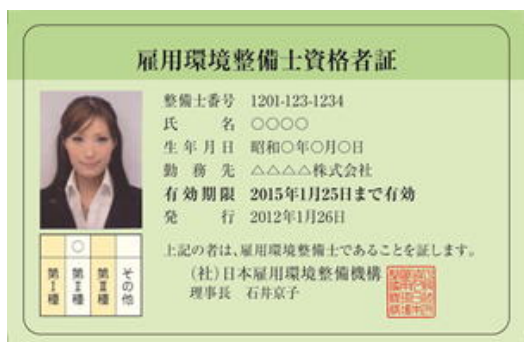 雇用環境整備士資格者証
整備士番号 1201-123-1234
氏名 ○○○○
生年月日 昭和○年○月○日
勤務先 △△△△株式会社
有効期限 2015年1月25日まで有効
発行 2012年1月26日
○
第Ⅰ種 第Ⅱ種 第Ⅲ種 その他
上記の者は、雇用環境整備士であることを証します。
(社)日本雇用環境整備機構
理事長 石井京子